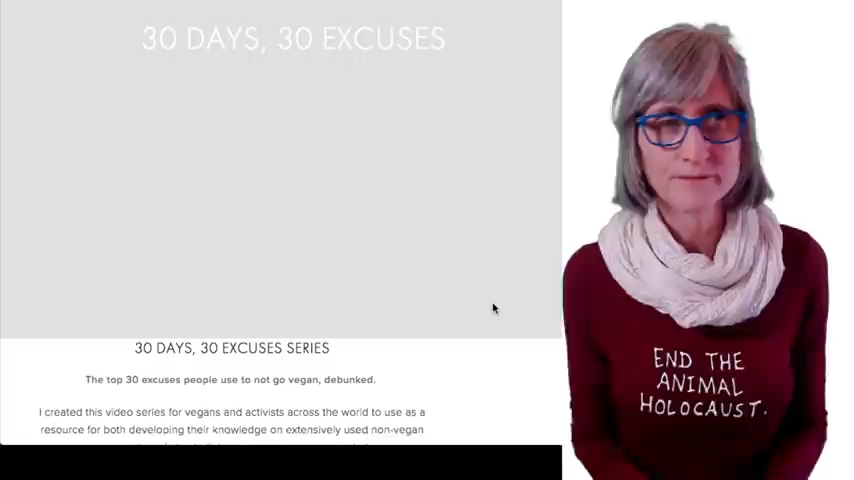 30 DAYS, 30 EXCUSES
30 DAYS, 30 EXCUSES SERIES
The top 30 excuses people use to not go vegan, debunked.
I created this video series for vegans and activists across the world to use as a
resource for both developing their knowledge on extensively used non-vegan
END THE
ANIMAL
HOLOCAUST.